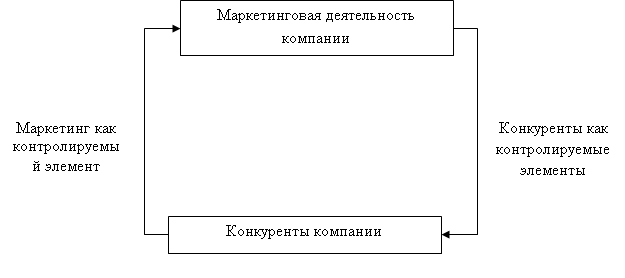 Маркетинговая деятельность
компании
Маркетинг как
контролируемы
й элемент
Конкуренты как
контролируемые
элементы
Конкуренты компании